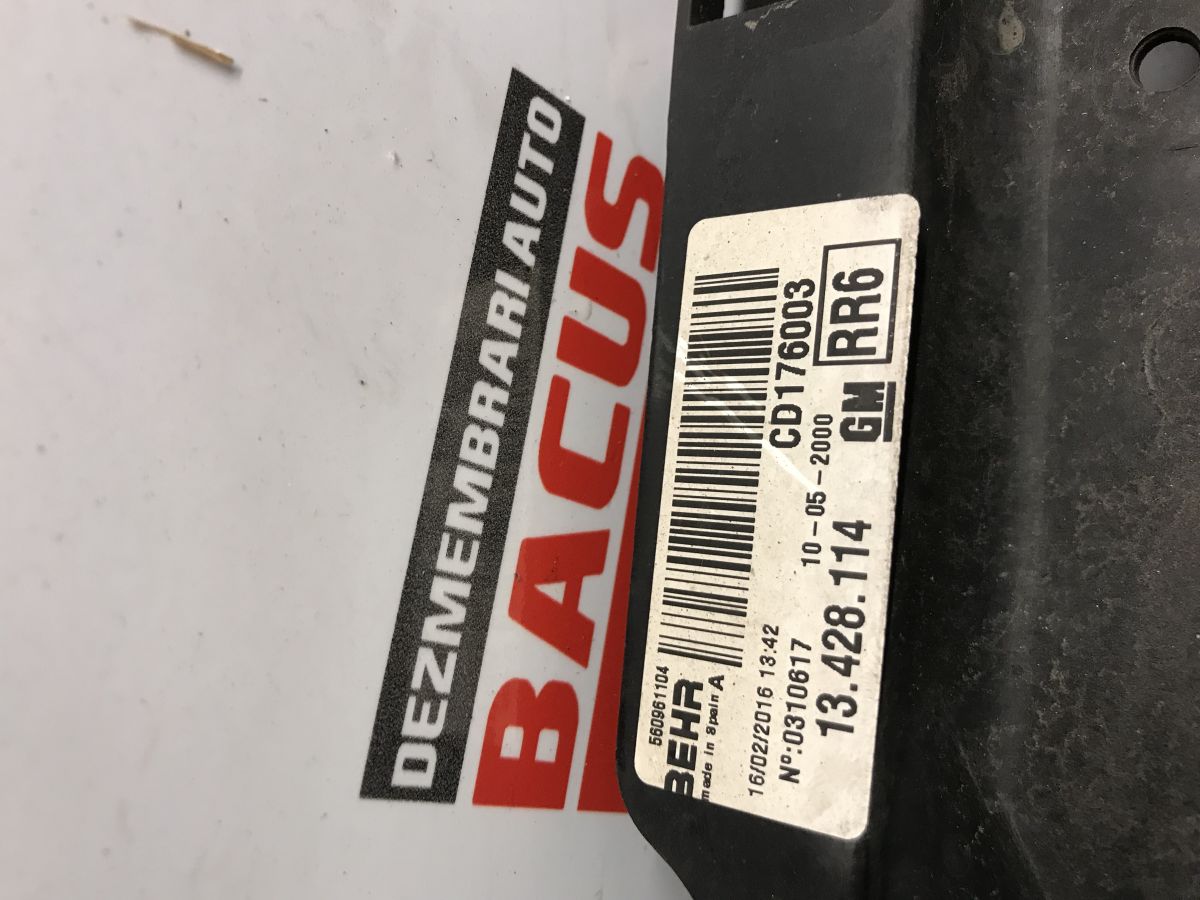 DEZMEMBRARI AUTO
BACUS
560961104
BEHR
made in Spain A
CD176003
16/02/2016 13:42
10-05-2000
Nº:0310617
13.428.114
GM
RR6